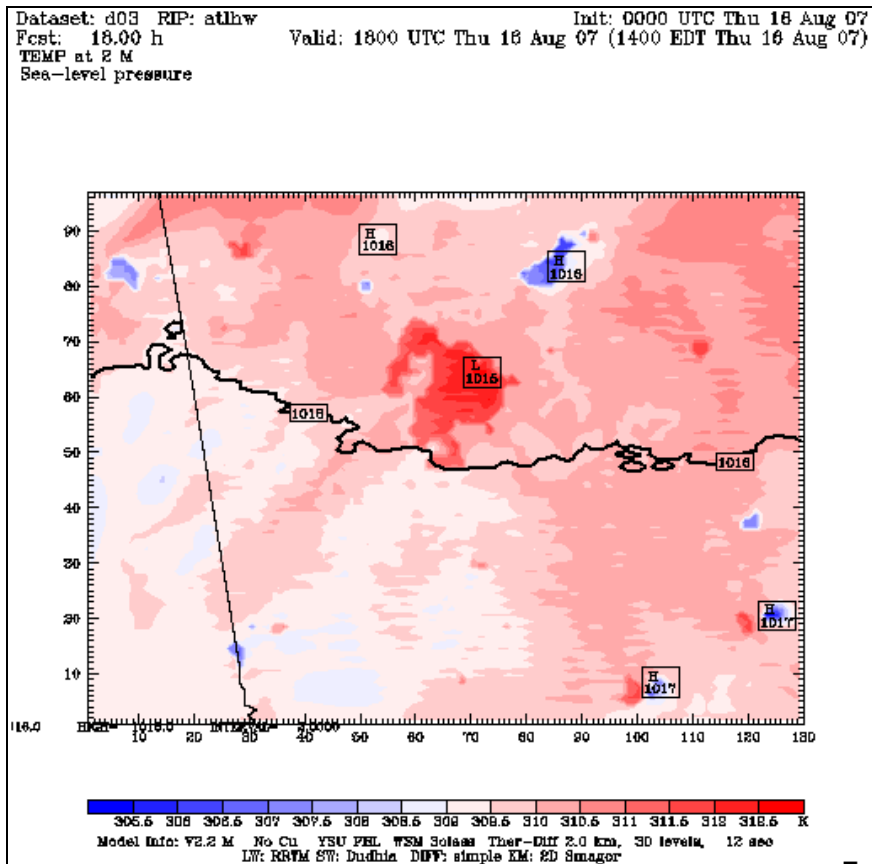 Dataset: d03 RIP: atlhw Init: 0000 UTC Thu 16 Aug 07
Fcst: 18.00 h Valid: 1800 UTC Thu 16 Aug 07 (1400 EDT Thu 16 Aug 07)
TEMP at 2 M
Sea-level pressure
90
H
1016
H
1016
80
70
L
1015
60
1016
50
1016
40
30
20
H
1017
10
H
1017
HIGH= 1016.0 INTERVAL=
10 20 30 40 50 60 70 80 90 100 110 120 130
305.5 306 306.5 307 307.5 308 308.5 309 309.5 310 310.5 311 311.5 312 312.5 K
Model Info: V2.2 M No Cu YSU PBL WSM 3class Ther-Diff 2.0 km, 30 levels, 12 sec
LW: RRTM SW: Dudhia DIFF: simple KM: 2D Smagor